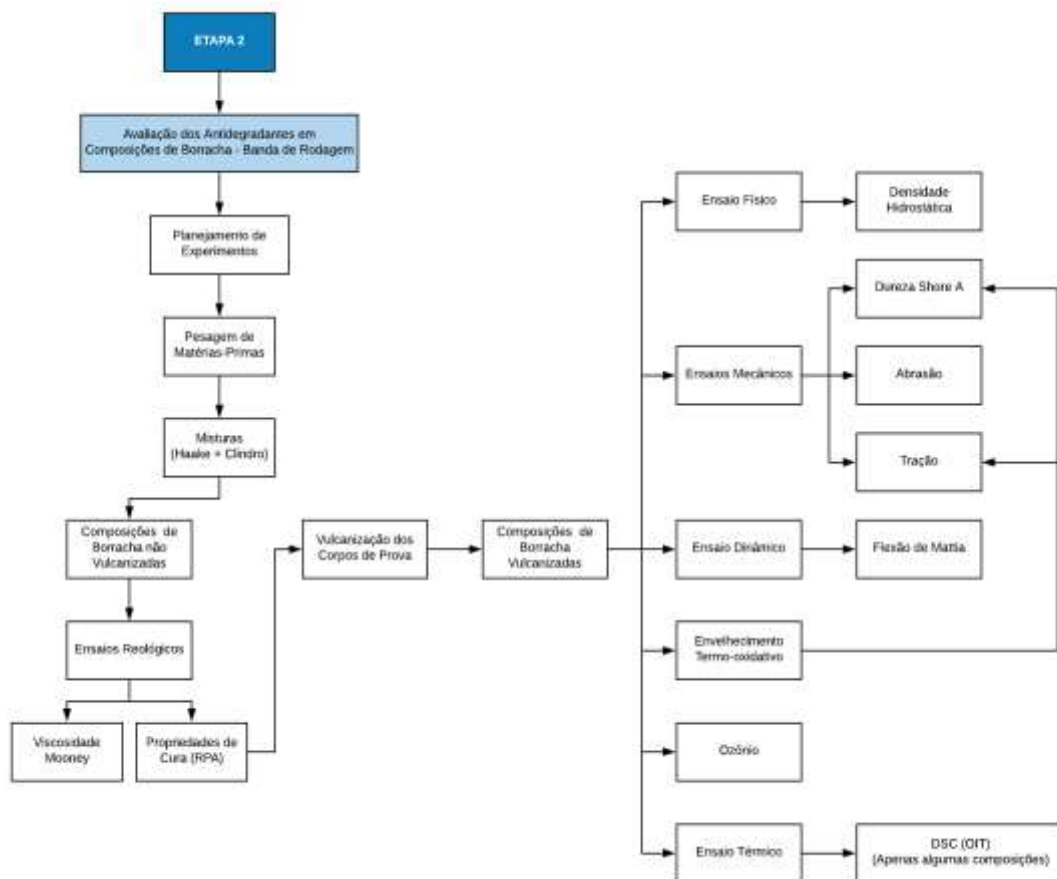 ETAPA 2
Avaliação dos Antidegradantes em
Composições de Borracha - Banda de Rodagem
Planejamento de
Experimentos
Pesagem de
Matérias-Primas
Misturas
(Haake + Cilindro)
Composições de
Borracha não
Vulcanizadas
Ensaios Reológicos
Viscosidade
Mooney
Propriedades de
Cura (RPA)
Vulcanização dos
Corpos de Prova
Composições de
Borracha
Vulcanizadas
Ensaio Físico
Densidade
Hidrostática
Ensaios Mecânicos
Dureza Shore A
Abrasão
Tração
Ensaio Dinâmico
Flexão de Mattia
Envelhecimento
Termo-oxidativo
Ozônio
Ensaio Térmico
DSC (OIT)
(Apenas algumas composições)